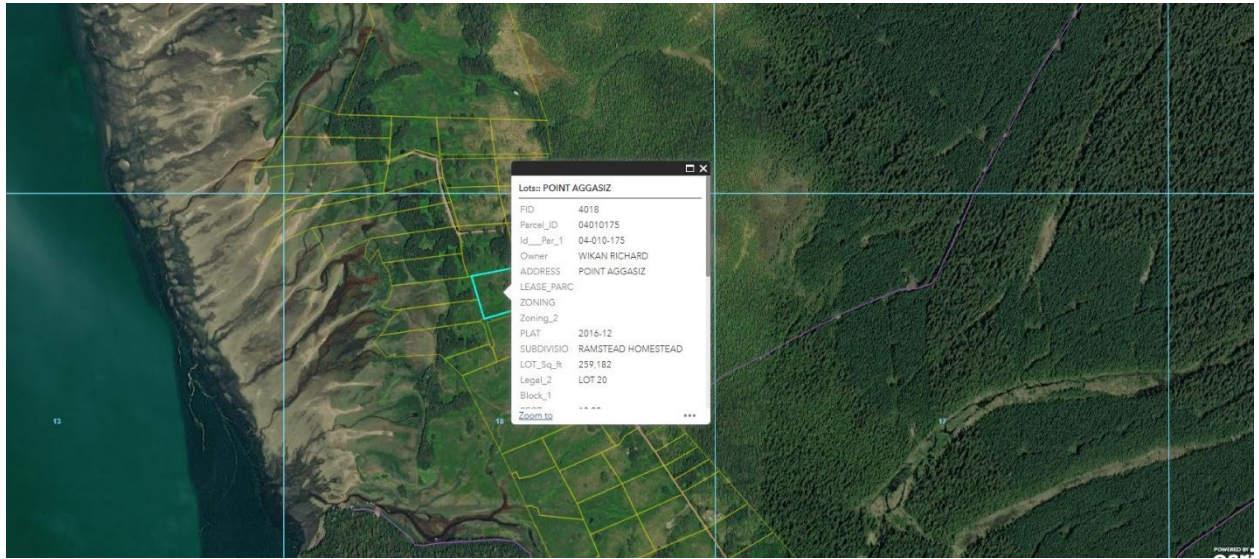 Lots:: POINT AGGASIZ
FID 4018
Parcel_ID 04010175
Id___Par_1 04-010-175
Owner WIKAN RICHARD
ADDRESS POINT AGGASIZ
LEASE_PARC
ZONING
Zoning_2
PLAT 2016-12
SUBDIVISIO RAMSTEAD HOMESTEAD
LOT_Sq_ft 259,182
Legal_2 LOT 20
Block_1
Zoom to
13
18
17
POWERED BY